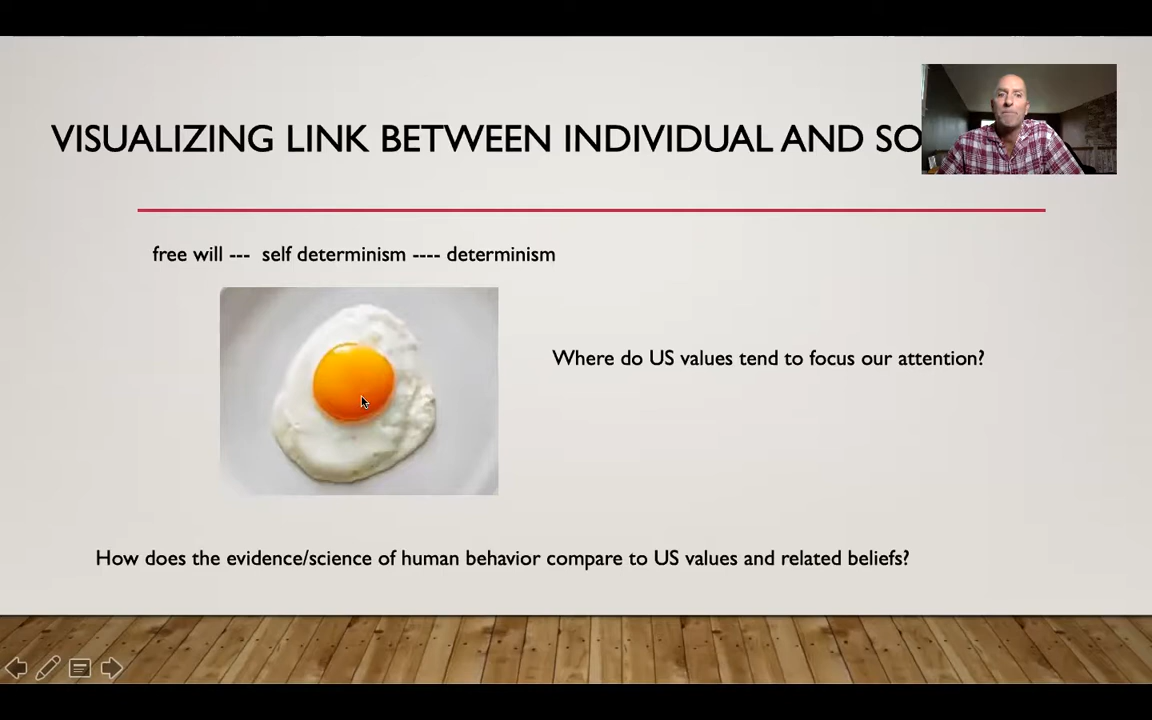 VISUALIZING LINK BETWEEN INDIVIDUAL AND SO
free will --- self determinism ---- determinism
Where do US values tend to focus our attention?
How does the evidence/science of human behavior compare to US values and related beliefs?